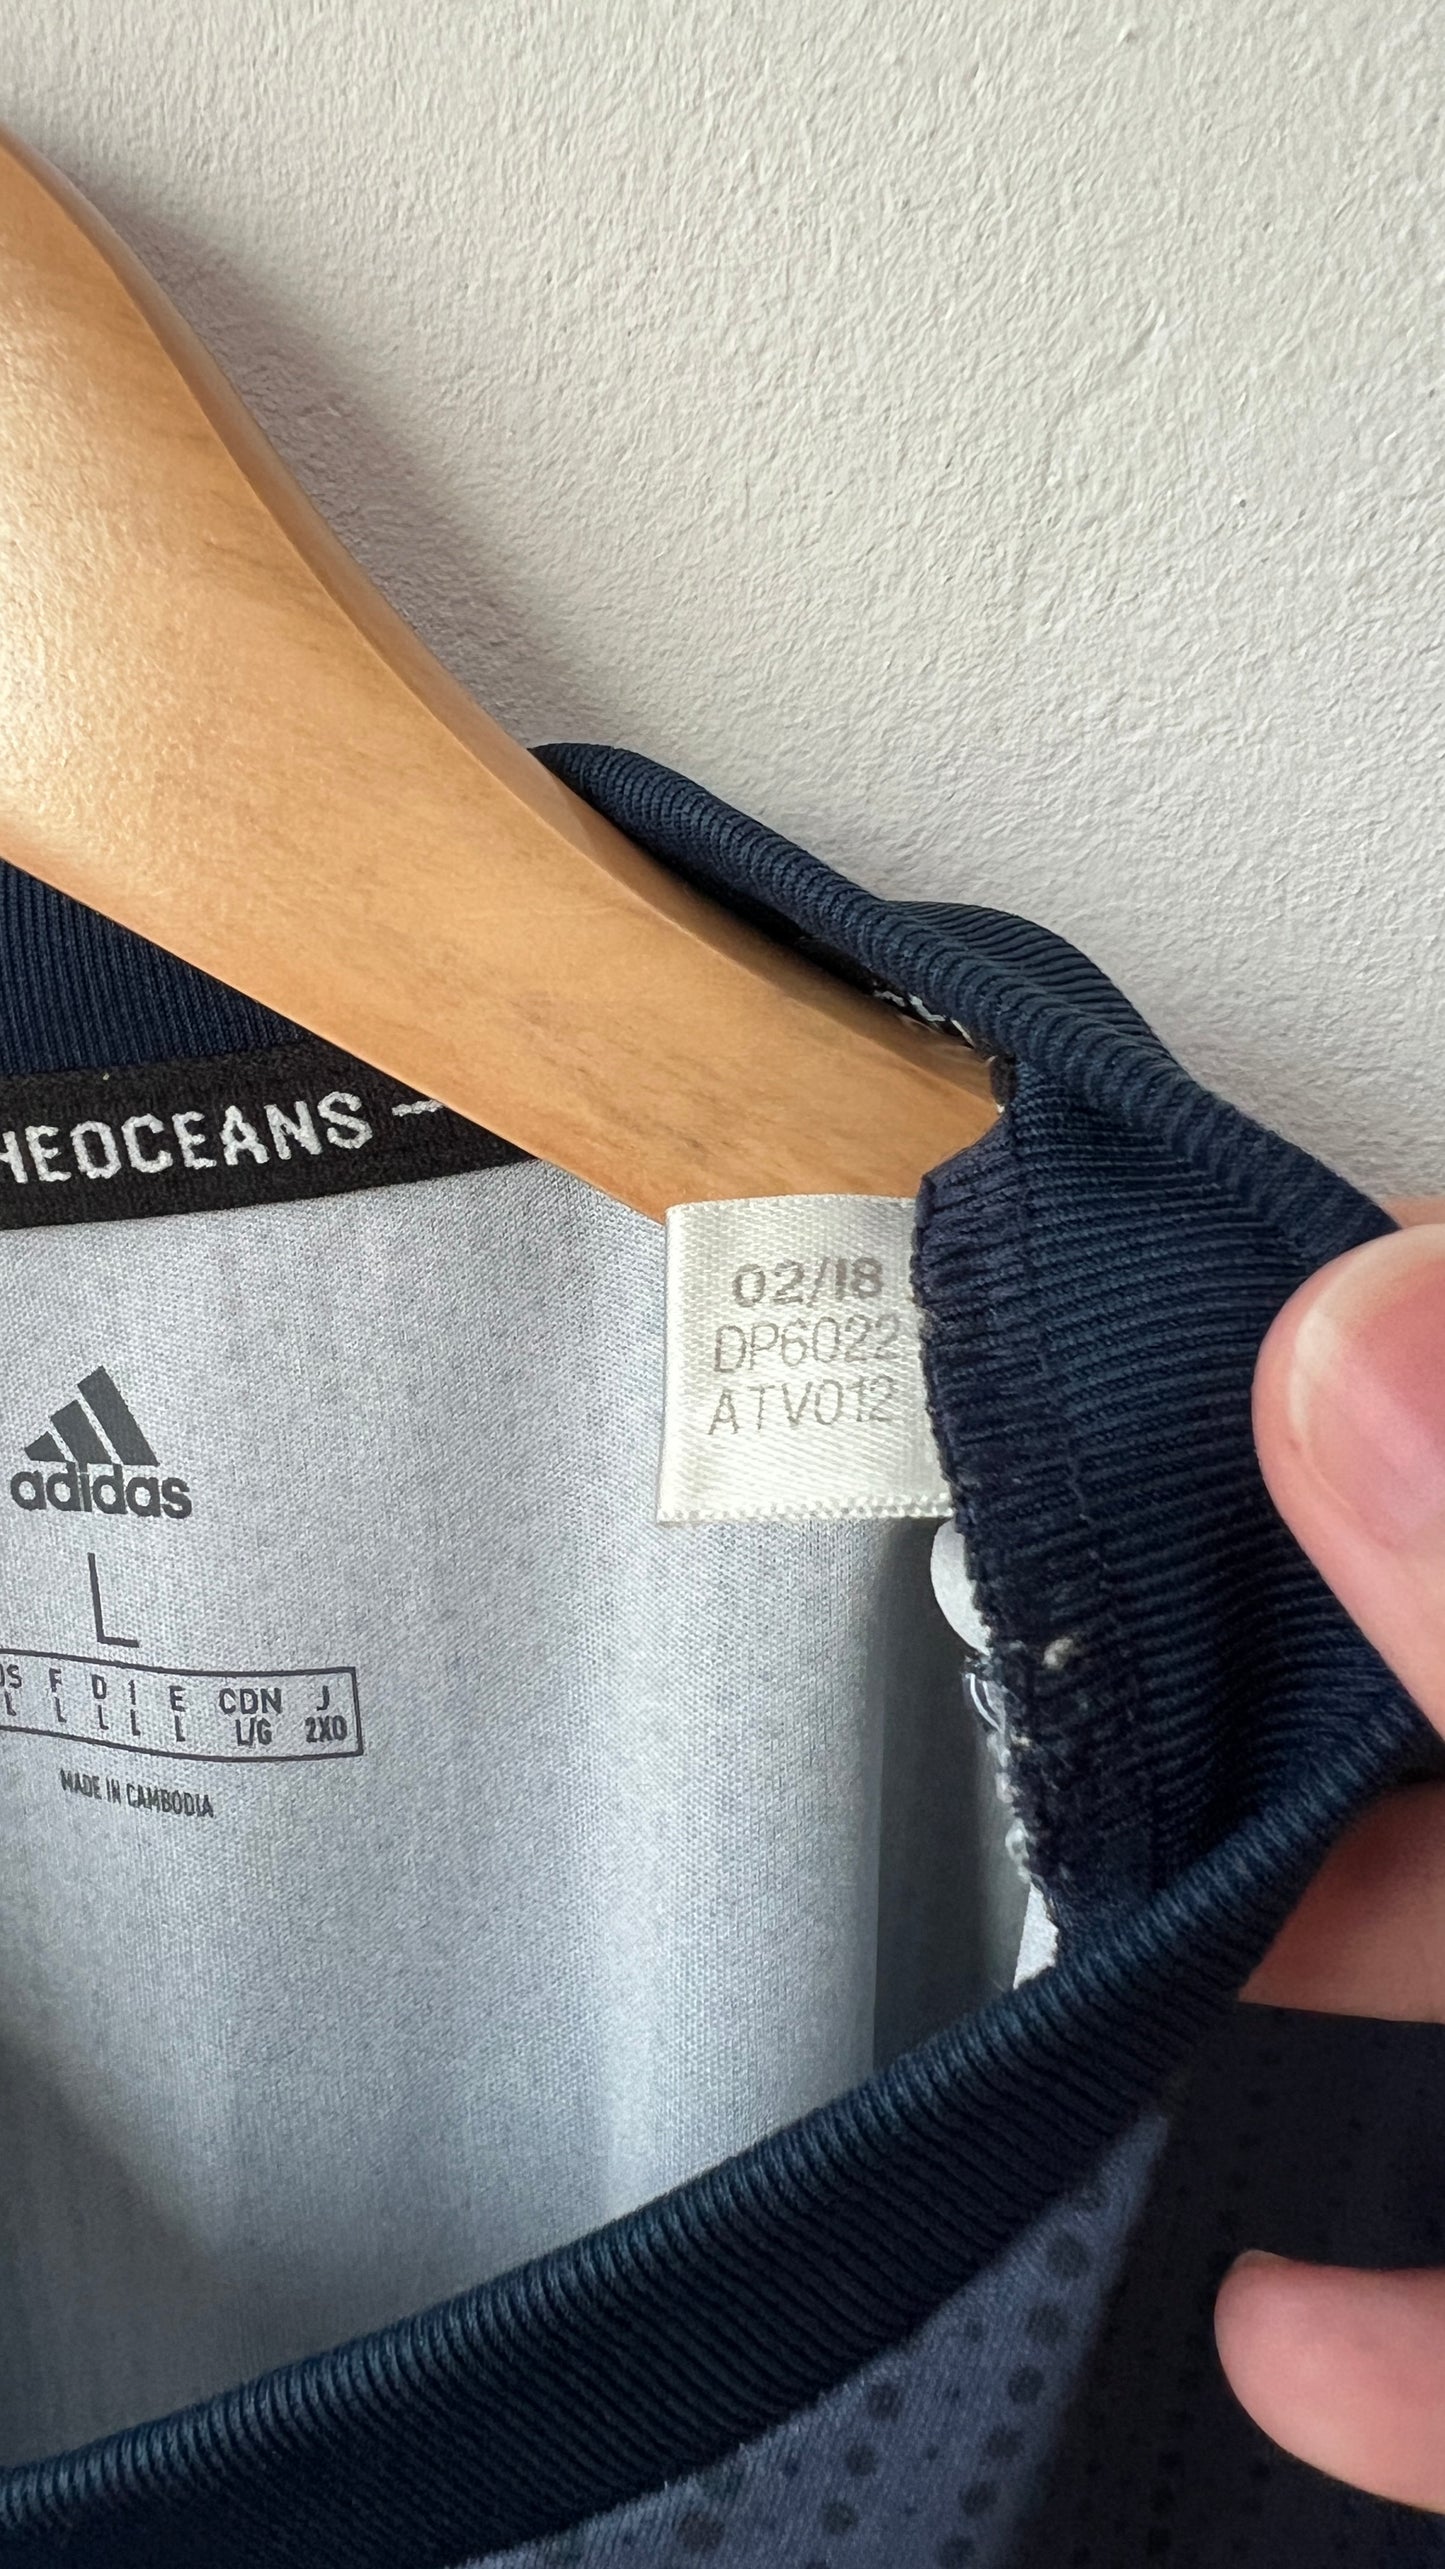 HEOCEANS —
02/18
DP6022
ATV012
adidas
L
F D I E CDN J
L L L L L L/G 2XO
MADE IN CAMBODIA